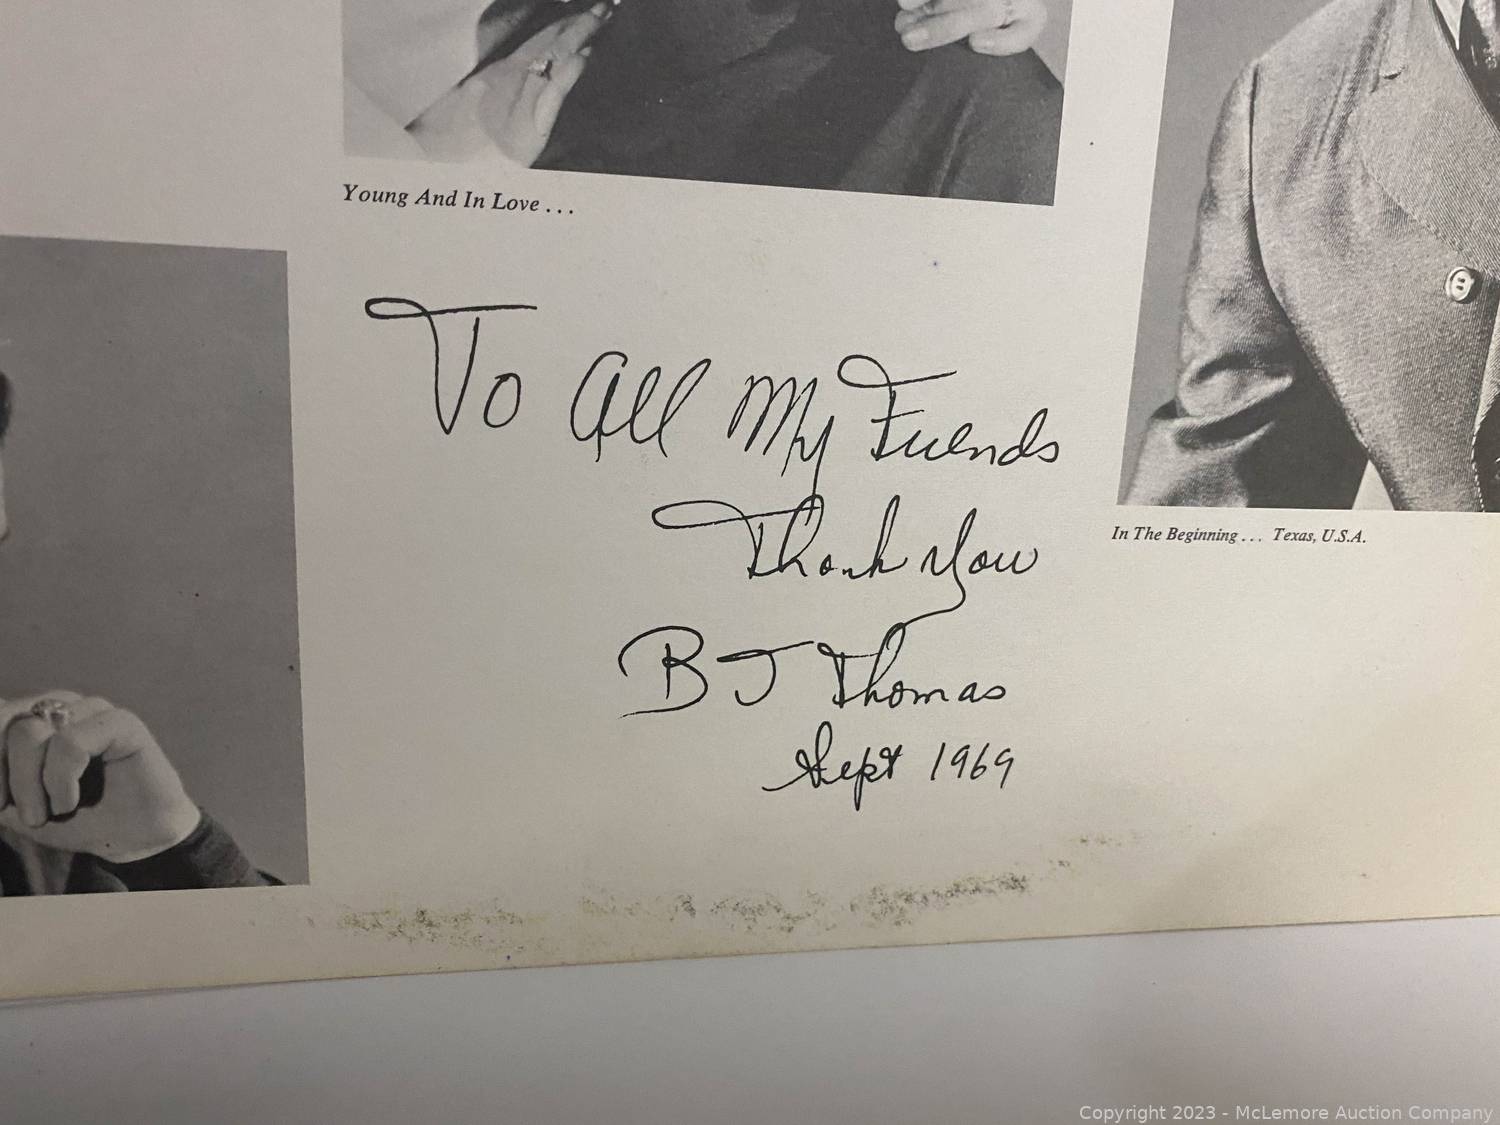 Young And In Love . . .
To All My Friends
Thank You
B J Thomas
Sept 1969
In The Beginning . . . Texas, U.S.A.
Copyright 2023 - McLemore Auction Company